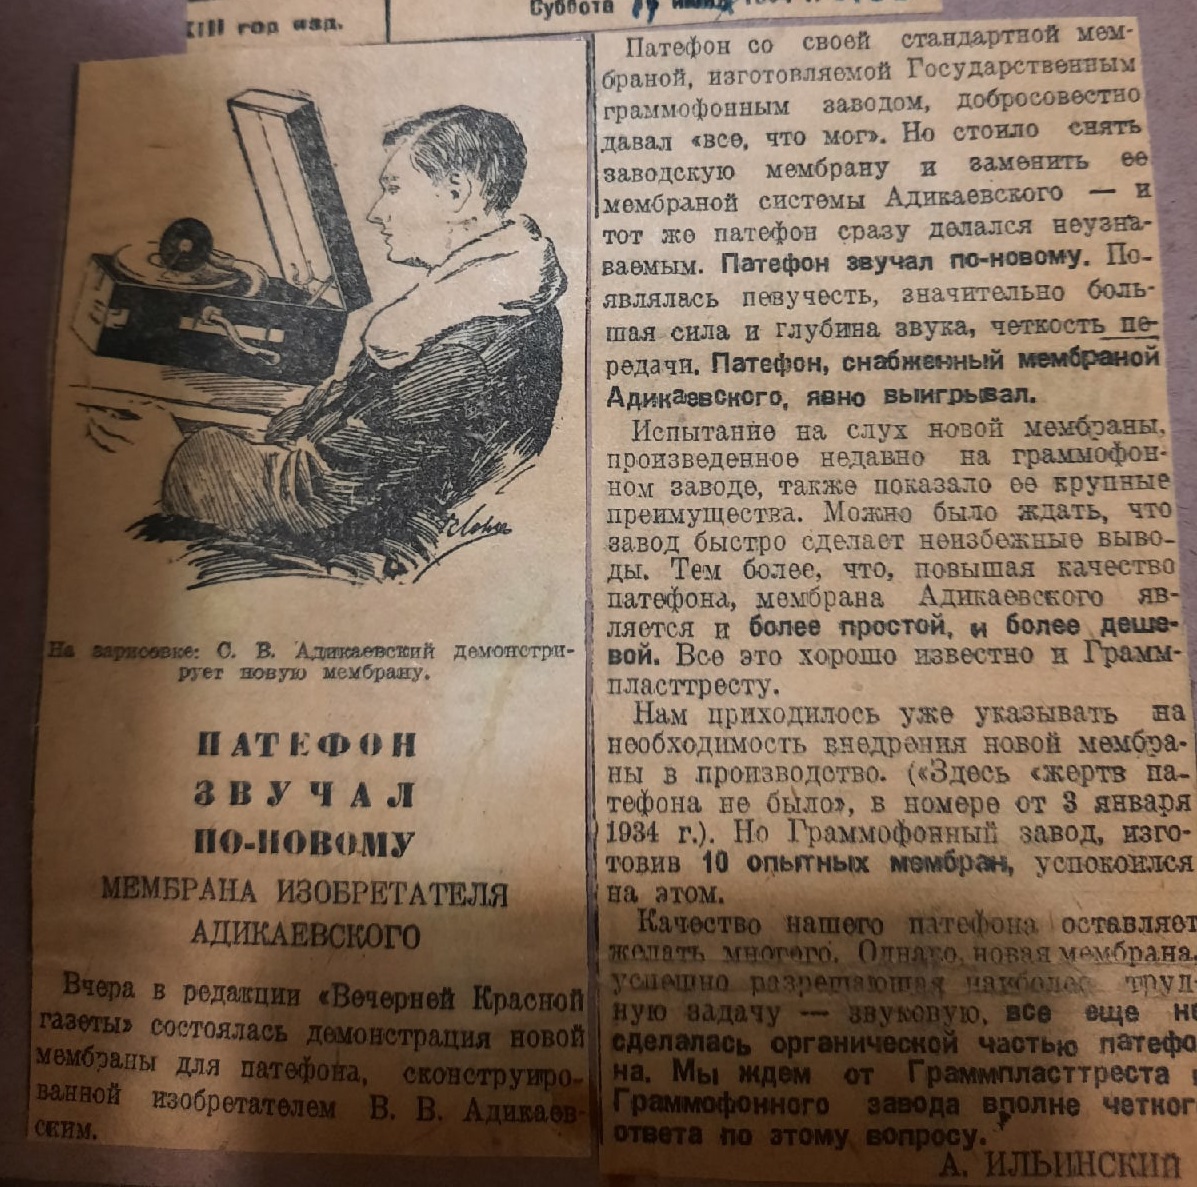 XIII год изд.
Суббота
На зарисовке: С. В. Адикаевский демонстри-
рует новую мембрану.
ПАТЕФОН
ЗВУЧАЛ
ПО-НОВОМУ
МЕМБРАНА ИЗОБРЕТАТЕЛЯ
АДИКАЕВСКОГО
Вчера в редакции «Вечерней Красной
газеты» состоялась демонстрация новой
мембраны для патефона, сконструиро-
ванной изобретателем В. В. Адикаев-
ским.
Патефон со своей стандартной мем-
браной, изготовляемой Государственным
граммофонным заводом, добросовестно
давал «все, что мог». Но стоило снять
заводскую мембрану и заменить ее
мембраной системы Адикаевского — и
тот же патефон сразу делался неузна-
ваемым. Патефон звучал по-новому. По-
являлась певучесть, значительно боль-
шая сила и глубина звука, четкость пе-
редачи. Патефон, снабженный мембраной
Адикаевского, явно выигрывал.
Испытание на слух новой мембраны,
произведенное недавно на граммофон-
ном заводе, также показало ее крупные
преимущества. Можно было ждать, что
завод быстро сделает неизбежные выво-
ды. Тем более, что, повышая качество
патефона, мембрана Адикаевского яв-
ляется и более простой, и более деше-
вой. Все это хорошо известно и Грамм-
пласттресту.
Нам приходилось уже указывать на
необходимость внедрения новой мембра-
ны в производство. («Здесь «жертв па-
тефона не было», в номере от 3 января
1934 г.). Но Граммофонный завод, изго-
товив 10 опытных мембран, успокоился
на этом.
Качество нашего патефона оставляет
желать многого. Однако, новая мембрана,
успешно разрешающая наиболее труд-
ную задачу — звуковую, все еще не
сделалась органической частью патефо-
на. Мы ждем от Граммпласттреста и
Граммофонного завода вполне четкого
ответа по этому вопросу.
А. ИЛЬИНСКИЙ